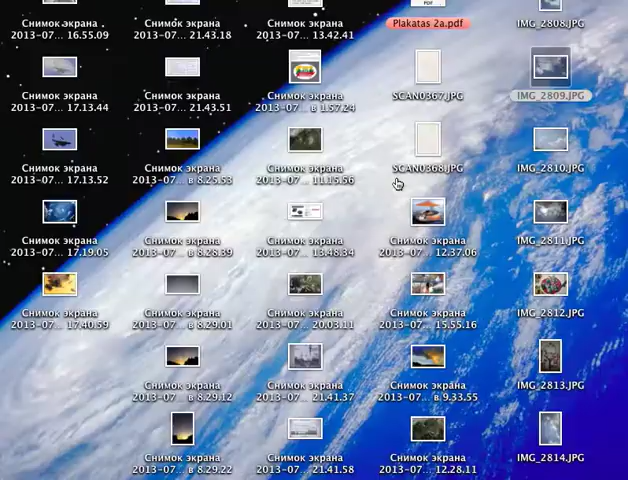 Снимок экрана
2013-07... 16.55.09
Снимок экрана
2013-07... 21.43.18
Снимок экрана
2013-07... 13.42.41
PDF
Plakatas 2a.pdf
IMG_2808.JPG
Снимок экрана
2013-07... 17.13.44
Снимок экрана
2013-07... 21.43.51
Снимок экрана
2013-07... в 1.57.24
SCAN0367.JPG
IMG_2809.JPG
Снимок экрана
2013-07... 17.13.52
Снимок экрана
2013-07... в 8.25.53
Снимок экрана
2013-07... 11.15.56
SCAN0368.JPG
IMG_2810.JPG
Снимок экрана
2013-07... 17.19.05
Снимок экрана
2013-07... в 8.28.39
Снимок экрана
2013-07... 13.48.34
Снимок экрана
2013-07... 12.37.06
IMG_2811.JPG
Снимок экрана
2013-07... 17.40.59
Снимок экрана
2013-07... в 8.29.01
Снимок экрана
2013-07... 20.03.11
Снимок экрана
2013-07... 15.55.16
IMG_2812.JPG
Снимок экрана
2013-07... в 8.29.12
Снимок экрана
2013-07... 21.41.37
Снимок экрана
2013-07... в 9.33.55
IMG_2813.JPG
Снимок экрана
2013-07... в 8.29.22
Снимок экрана
2013-07... 21.41.58
Снимок экрана
2013-07... 12.28.11
IMG_2814.JPG